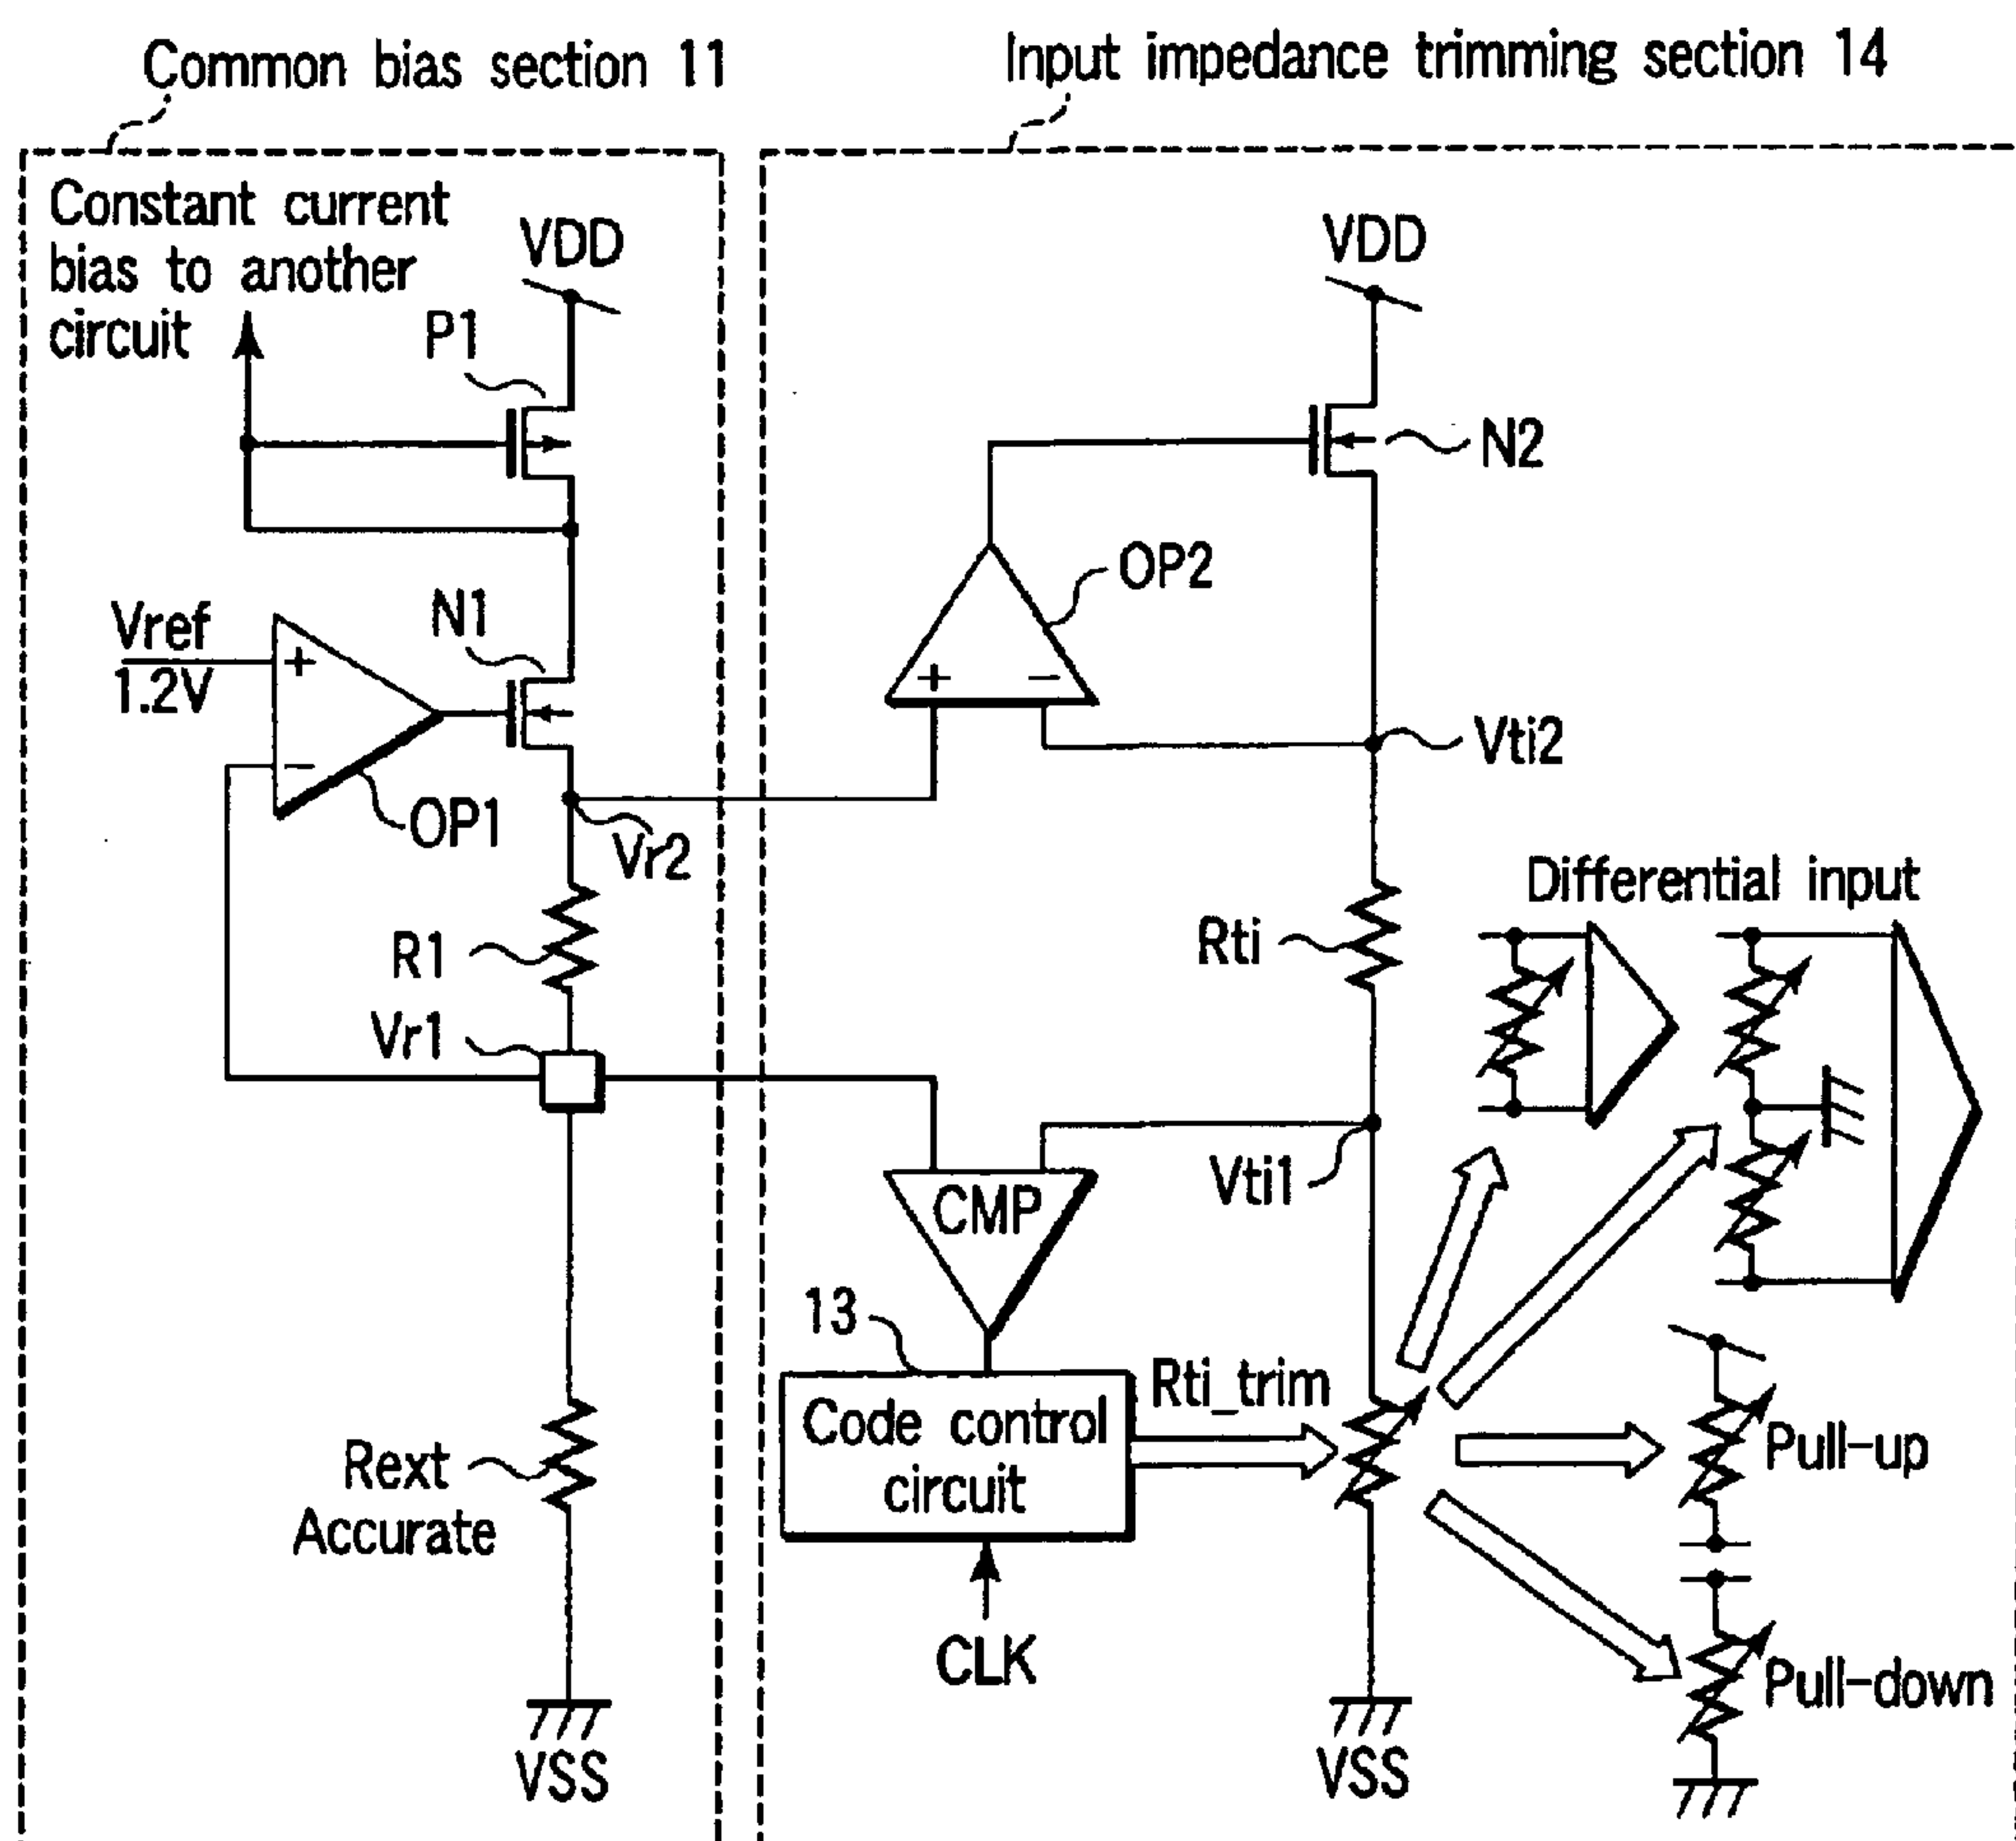 Common bias section 11
Input impedance trimming section 14
Constant current
bias to another
circuit
VDD
P1
VDD
N2
OP2
N1
Vref
1.2V
+
−
OP1
+ −
Vti2
Vr2
Differential input
R1
Rti
Vr1
CMP
Vti1
13
Code control
circuit
Rti_trim
Rext
Accurate
Pull-up
CLK
Pull-down
VSS
VSS